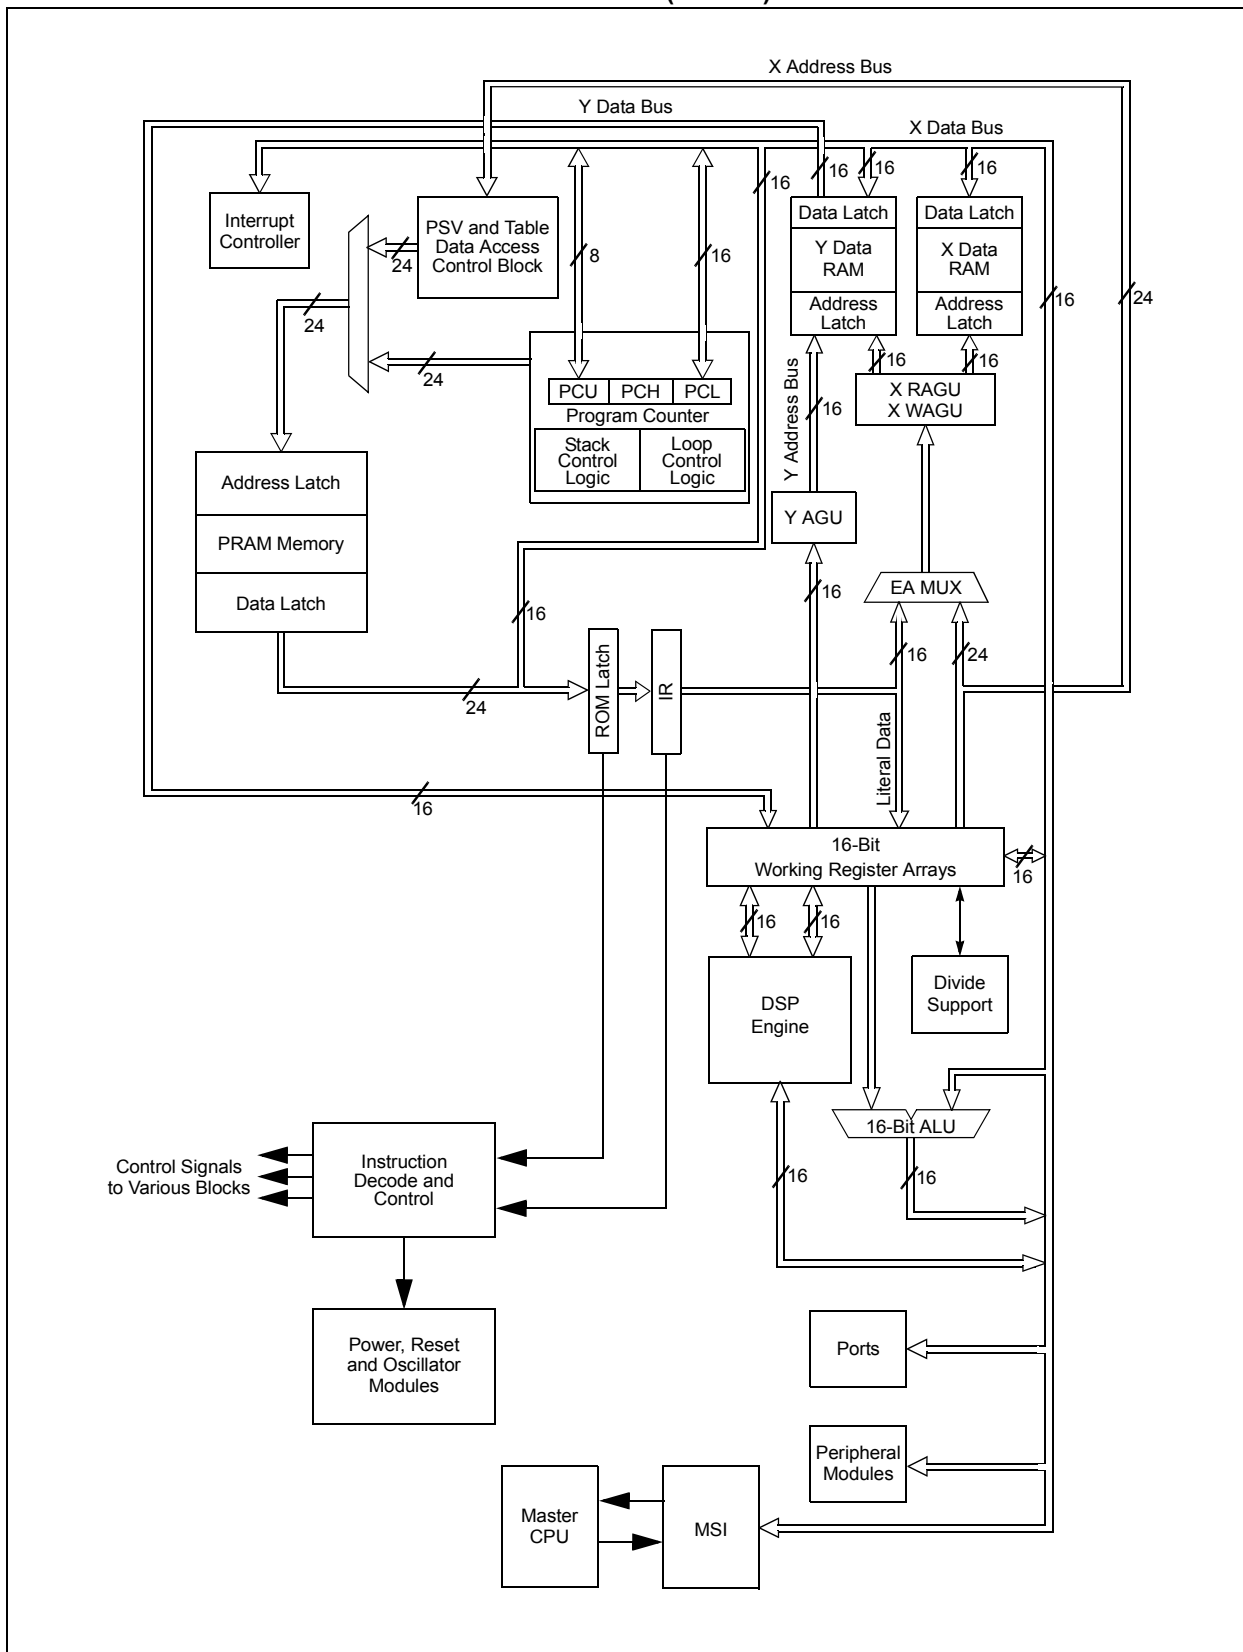 X Address Bus
Y Data Bus
X Data Bus
16
16
16
16
Interrupt
Controller
PSV and Table
Data Access
Control Block
24
8
16
Data Latch
Y Data
RAM
Address
Latch
Data Latch
X Data
RAM
Address
Latch
16
24
24
24
16
16
X RAGU
X WAGU
PCU
PCH
PCL
Program Counter
Stack
Control
Logic
Loop
Control
Logic
Y Address Bus
16
Address Latch
PRAM Memory
Data Latch
Y AGU
16
EA MUX
16
ROM Latch
IR
16
24
24
Literal Data
16
16-Bit
Working Register Arrays
16
16
16
DSP
Engine
Divide
Support
16-Bit ALU
Control Signals
to Various Blocks
Instruction
Decode and
Control
16
16
Power, Reset
and Oscillator
Modules
Ports
Peripheral
Modules
Master
CPU
MSI